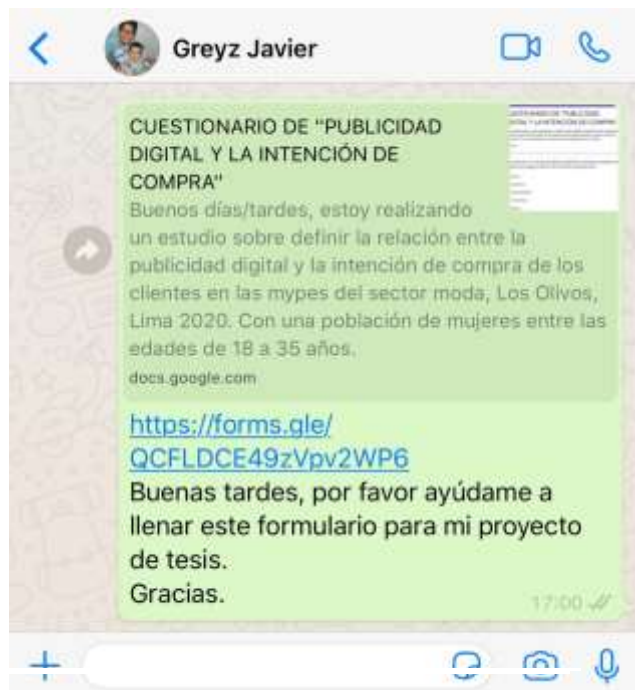 Greyz Javier
CUESTIONARIO DE "PUBLICIDAD
DIGITAL Y LA INTENCIÓN DE
COMPRA"
Buenos días/tardes, estoy realizando
un estudio sobre definir la relación entre la
publicidad digital y la intención de compra de los
clientes en las mypes del sector moda, Los Olivos,
Lima 2020. Con una población de mujeres entre las
edades de 18 a 35 años.
docs.google.com
https://forms.gle/
QCFLDCE49zVpv2WP6
Buenas tardes, por favor ayúdame a
llenar este formulario para mi proyecto
de tesis.
Gracias.
17:00